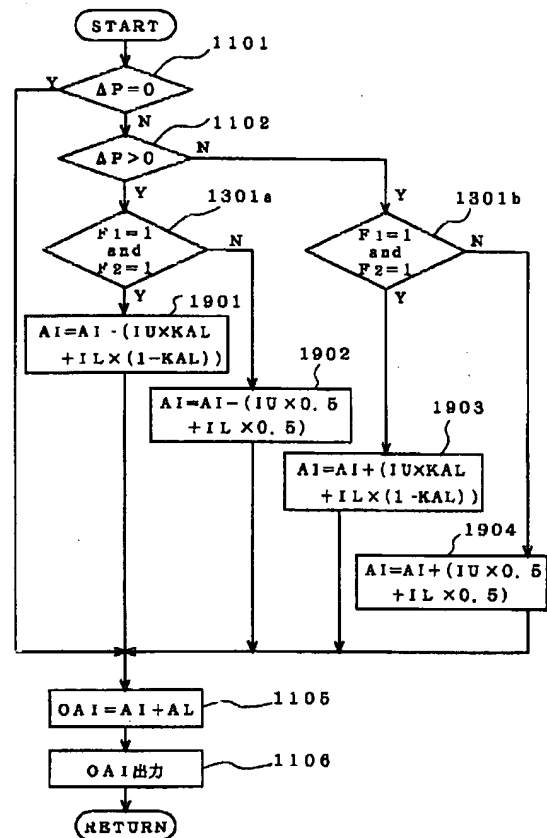 START
1101
Y
ΔP=0
N
1102
ΔP>0
N
Y
Y
1301a
1301b
F1=1
and
F2=1
N
Y
F1=1
and
F2=1
N
Y
1901
AI=AI-(IU×KAL
+IL×(1-KAL))
1902
AI=AI-(IU×0.5
+IL×0.5)
1903
AI=AI+(IU×KAL
+IL×(1-KAL))
1904
AI=AI+(IU×0.5
+IL×0.5)
OAI=AI+AL
1105
OAI出力
1106
RETURN